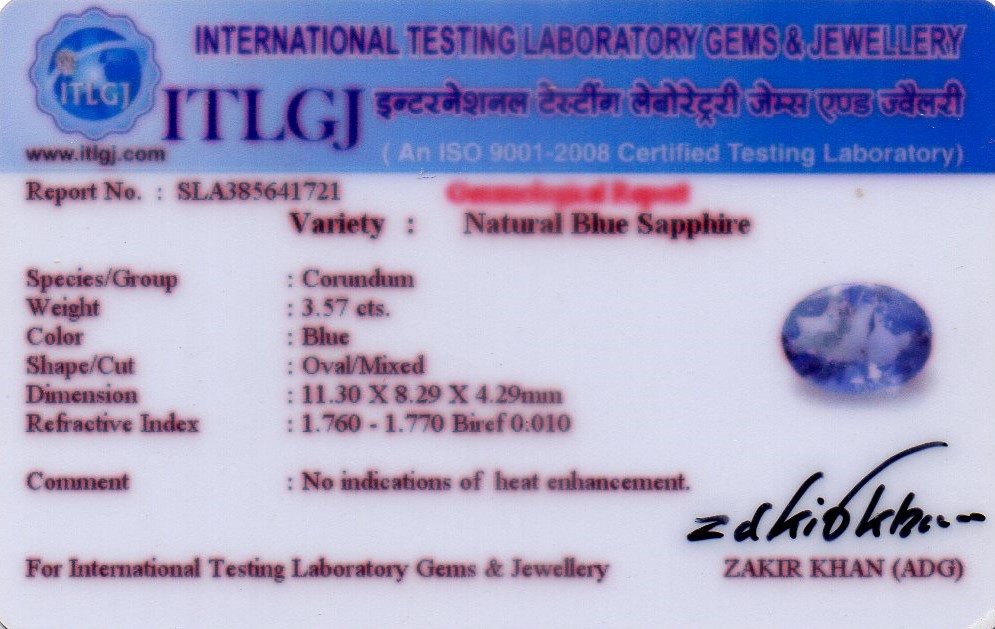 INTERNATIONAL TESTING LABORATORY GEMS & JEWELLERY
ITLGJ
ITLGJ
इन्टरनेशनल टेस्टींग लेबोरेट्री जेम्स एण्ड ज्वैलरी
www.itlgj.com
( An ISO 9001-2008 Certified Testing Laboratory)
Report No. : SLA385641721
Gemmological Report
Variety : Natural Blue Sapphire
Species/Group : Corundum
Weight : 3.57 cts.
Color : Blue
Shape/Cut : Oval/Mixed
Dimension : 11.30 X 8.29 X 4.29mm
Refractive Index : 1.760 - 1.770 Biref 0:010
Comment : No indications of heat enhancement.
zakirkhan
For International Testing Laboratory Gems & Jewellery
ZAKIR KHAN (ADG)